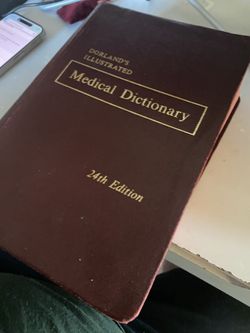 DORLAND'S
ILLUSTRATED
Medical Dictionary
24th Edition